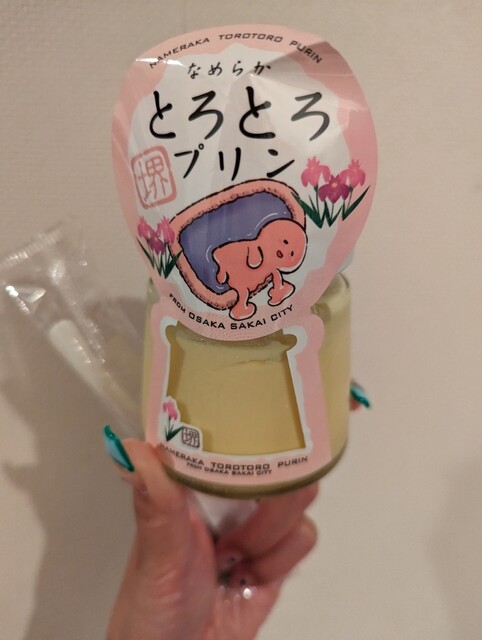 NAMERAKA TOROTORO PURIN
なめらか
とろとろ
プリン
堺
FROM OSAKA SAKAI CITY
堺
NAMERAKA TOROTORO PURIN
FROM OSAKA SAKAI CITY